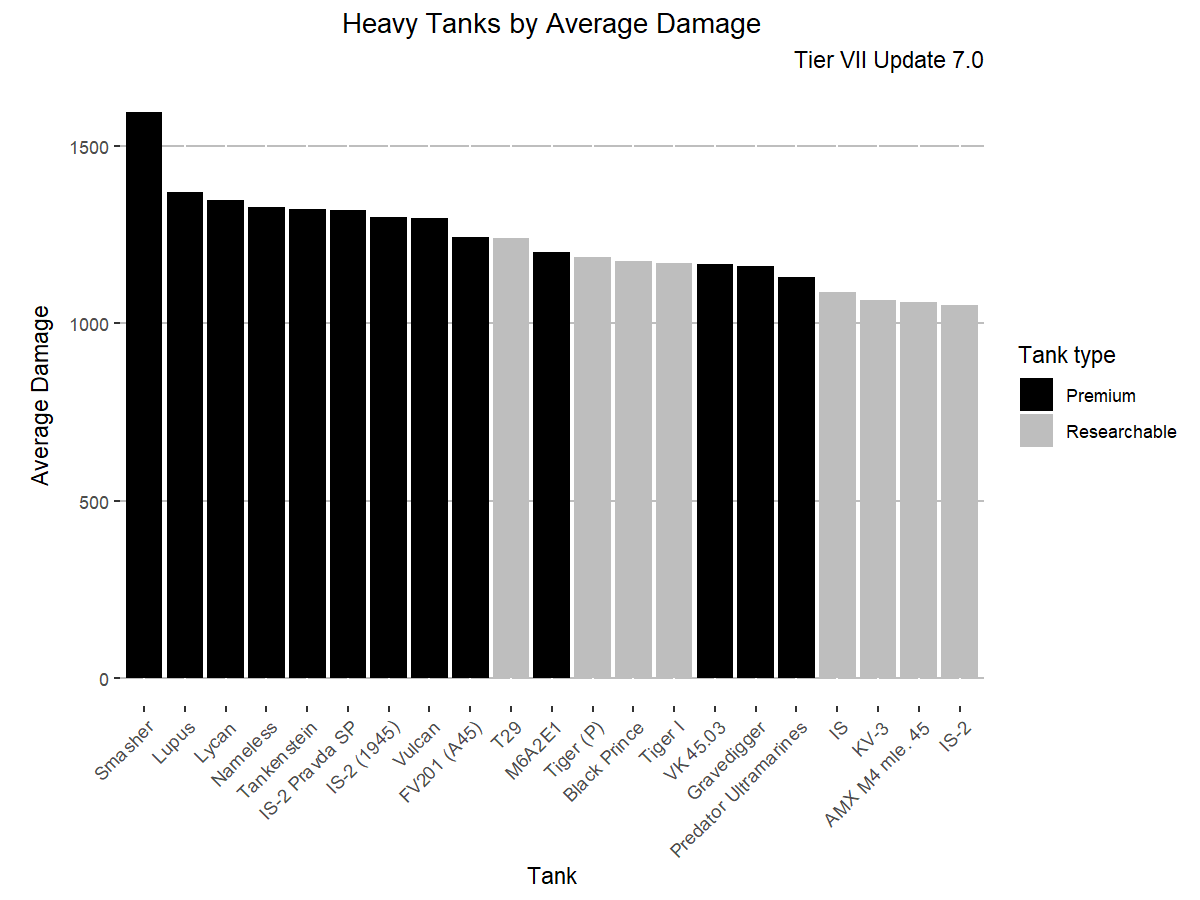 Heavy Tanks by Average Damage
Tier VII Update 7.0
Average Damage
1500
1000
500
0
Smasher
Lupus
Lycan
Nameless
Tankenstein
IS-2 Pravda SP
IS-2 (1945)
Vulcan
FV201 (A45)
T29
M6A2E1
Tiger (P)
Black Prince
Tiger I
VK 45.03
Gravedigger
Predator Ultramarines
IS
KV-3
AMX M4 mle. 45
IS-2
Tank
Tank type
Premium
Researchable